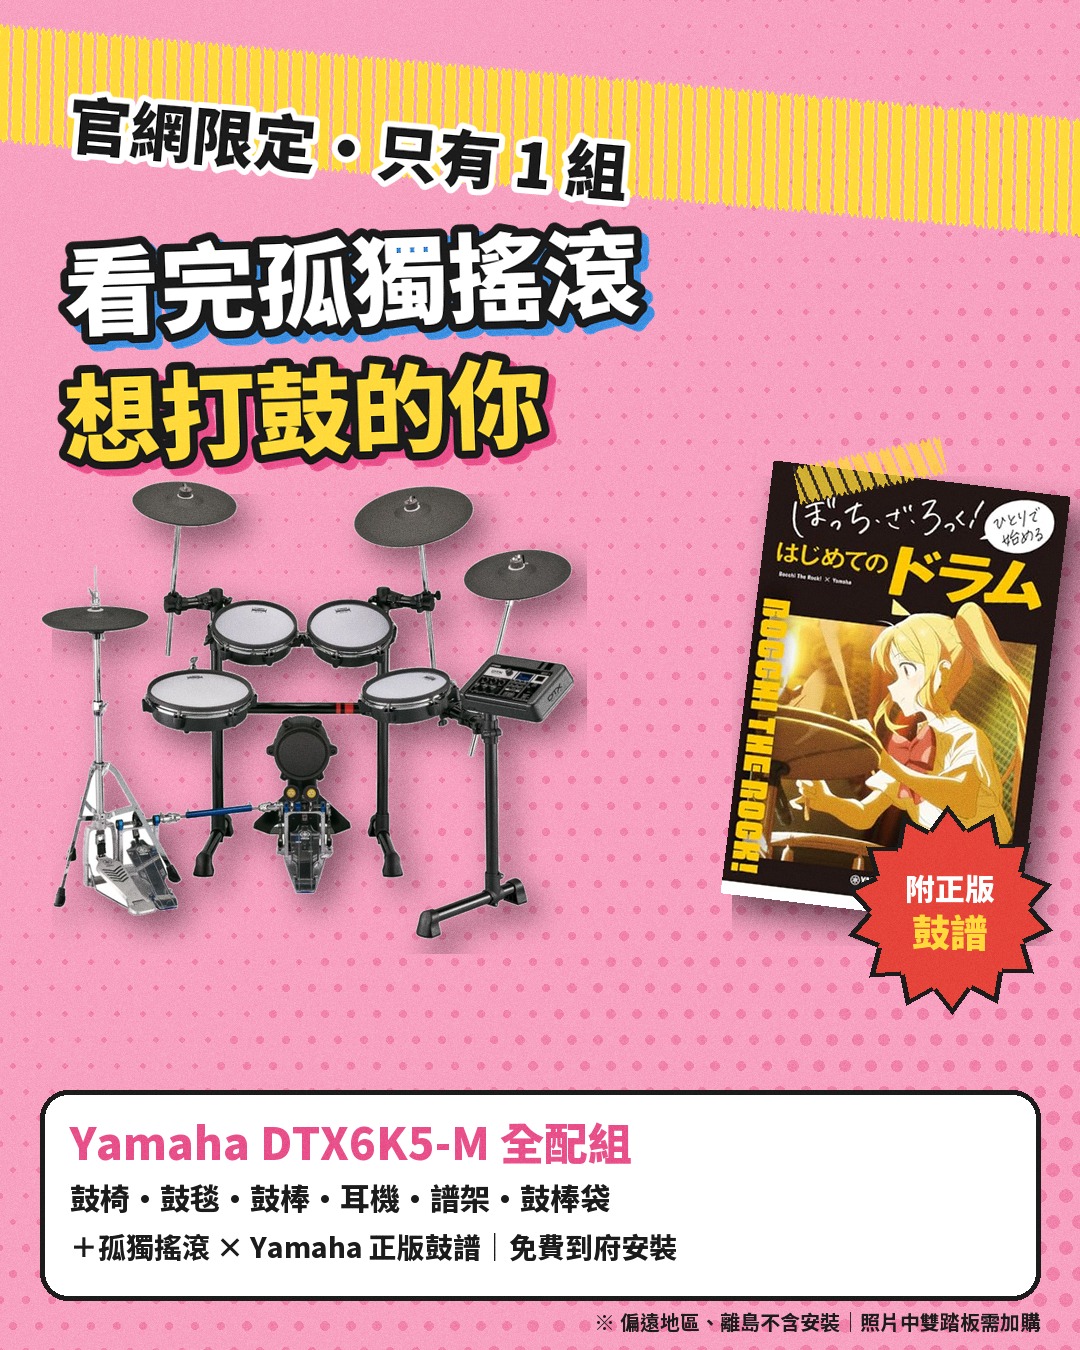 官網限定・只有 1 組
看完孤獨搖滾
想打鼓的你
ぼっち・ざ・ろっく!
ひとりで
始める
はじめての
ドラム
Bocchi The Rock! × Yamaha
BOCCHI THE ROCK!
DTX
附正版
鼓譜
Yamaha DTX6K5-M 全配組
鼓椅・鼓毯・鼓棒・耳機・譜架・鼓棒袋
＋孤獨搖滾 × Yamaha 正版鼓譜｜免費到府安裝
※ 偏遠地區、離島不含安裝｜照片中雙踏板需加購